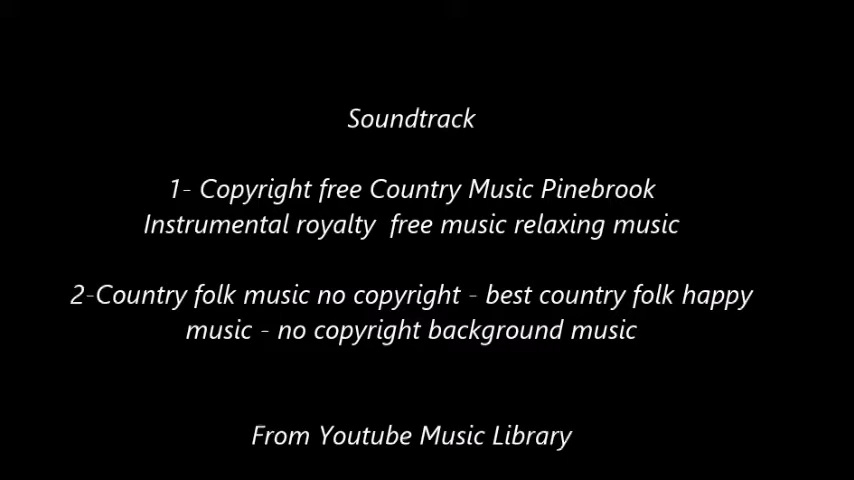 Soundtrack
1- Copyright free Country Music Pinebrook
Instrumental royalty  free music relaxing music
2-Country folk music no copyright - best country folk happy
music - no copyright background music
From Youtube Music Library